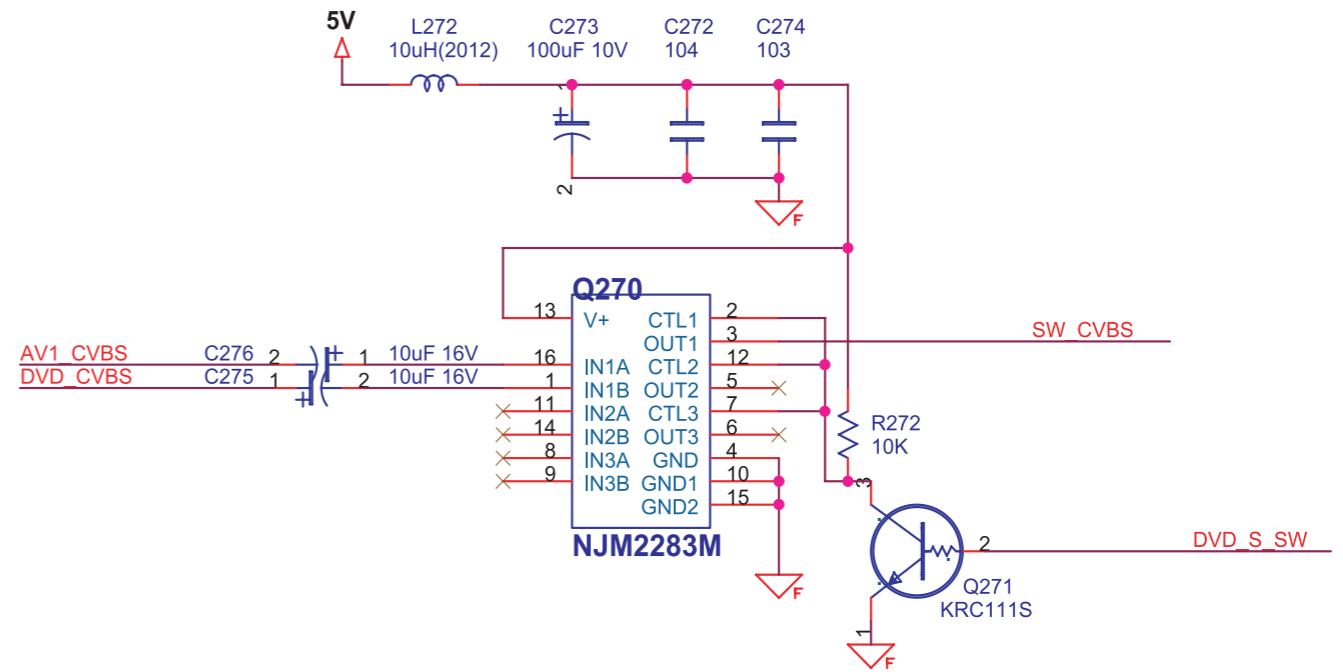 5V
L272
10uH(2012)
C273
100uF 10V
C272
104
C274
103
1
2
F
Q270
13 V+ CTL1 2
OUT1 3 SW_CVBS
AV1_CVBS C276 2 1 10uF 16V 16 IN1A CTL2 12
DVD_CVBS C275 1 2 10uF 16V 1 IN1B OUT2 5
11 IN2A CTL3 7
14 IN2B OUT3 6
8 IN3A GND 4
9 IN3B GND1 10
GND2 15
NJM2283M
F
R272
10K
3
2 DVD_S_SW
Q271
KRC111S
1
F